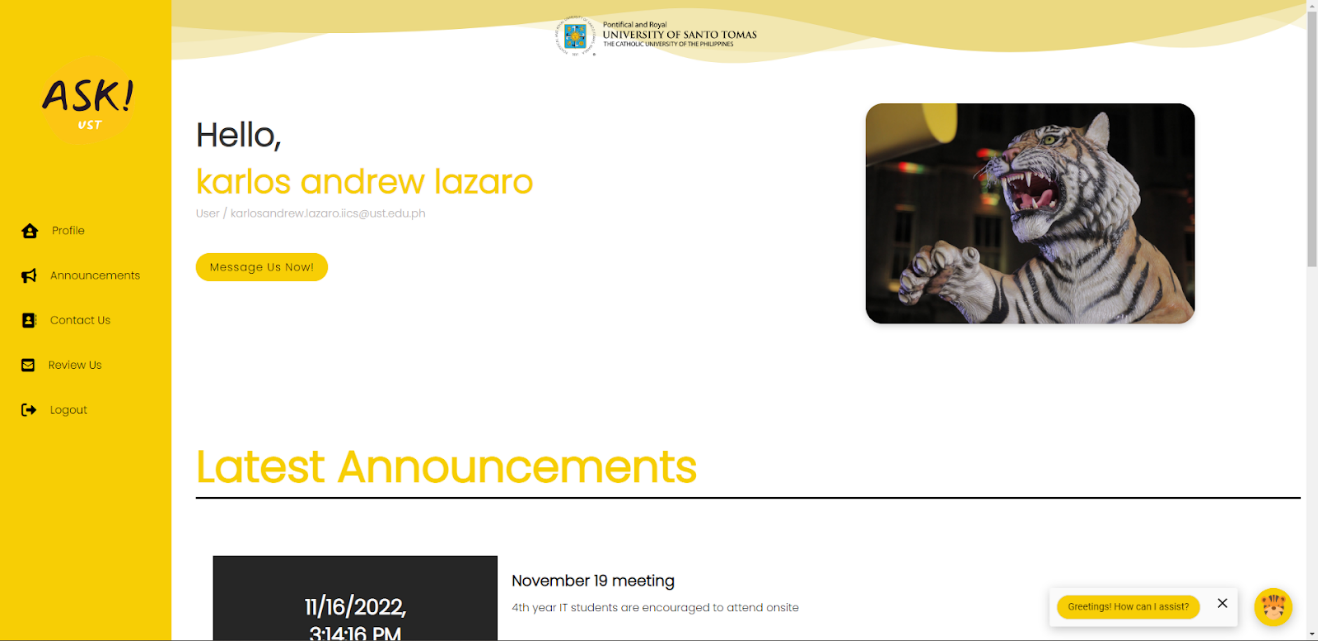 ASK!
UST
Profile
Announcements
Contact Us
Review Us
Logout
Pontifical and Royal
UNIVERSITY OF SANTO TOMAS
THE CATHOLIC UNIVERSITY OF THE PHILIPPINES
Hello,
karlos andrew lazaro
User / karlosandrew.lazaro.iics@ust.edu.ph
Message Us Now!
Latest Announcements
11/16/2022,
3:14:16 PM
November 19 meeting
4th year IT students are encouraged to attend onsite
Greetings! How can I assist?